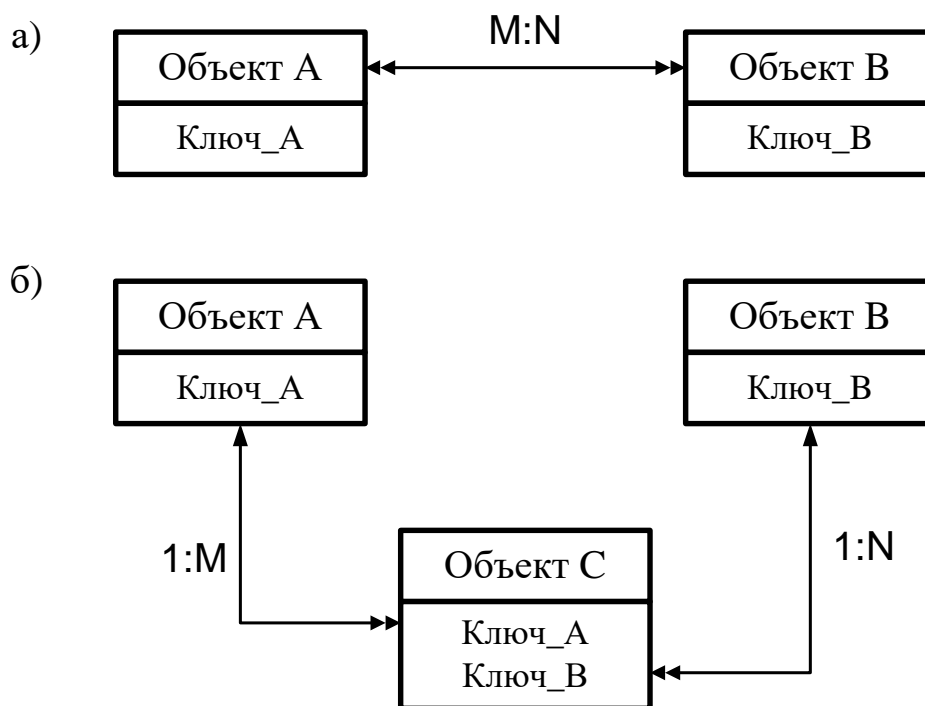 а)
M:N
Объект А
Объект В
Ключ_А
Ключ_В
б)
Объект А
Объект В
Ключ_А
Ключ_В
1:M
Объект С
1:N
Ключ_А
Ключ_В